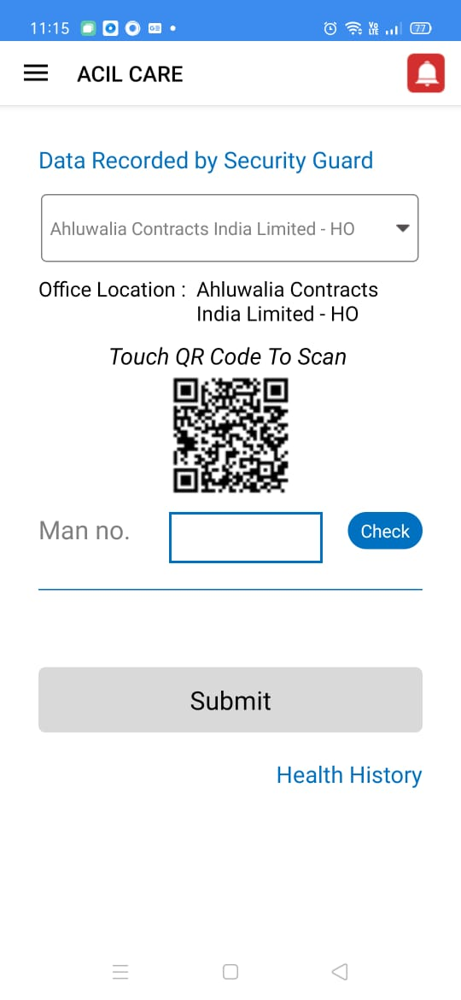 11:15
VO LTE
77
ACIL CARE
Data Recorded by Security Guard
Ahluwalia Contracts India Limited - HO
Office Location : Ahluwalia Contracts
India Limited - HO
Touch QR Code To Scan
Man no.
Check
Submit
Health History